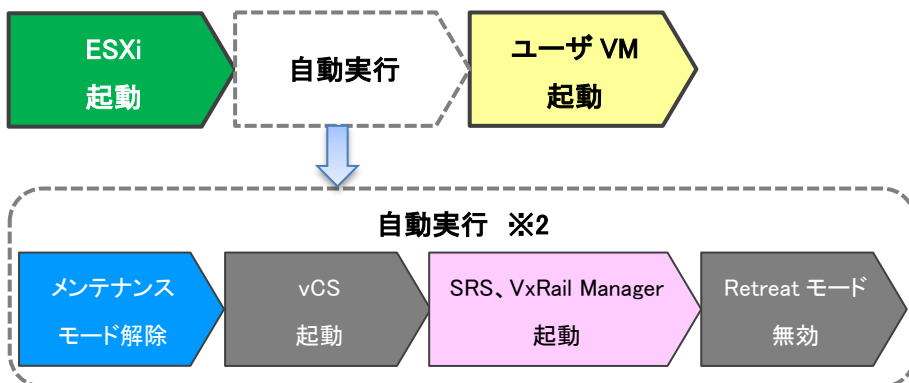 ESXi
起動
自動実行
ユーザ VM
起動
自動実行 ※2
メンテナンス
モード解除
vCS
起動
SRS、VxRail Manager
起動
Retreat モード
無効